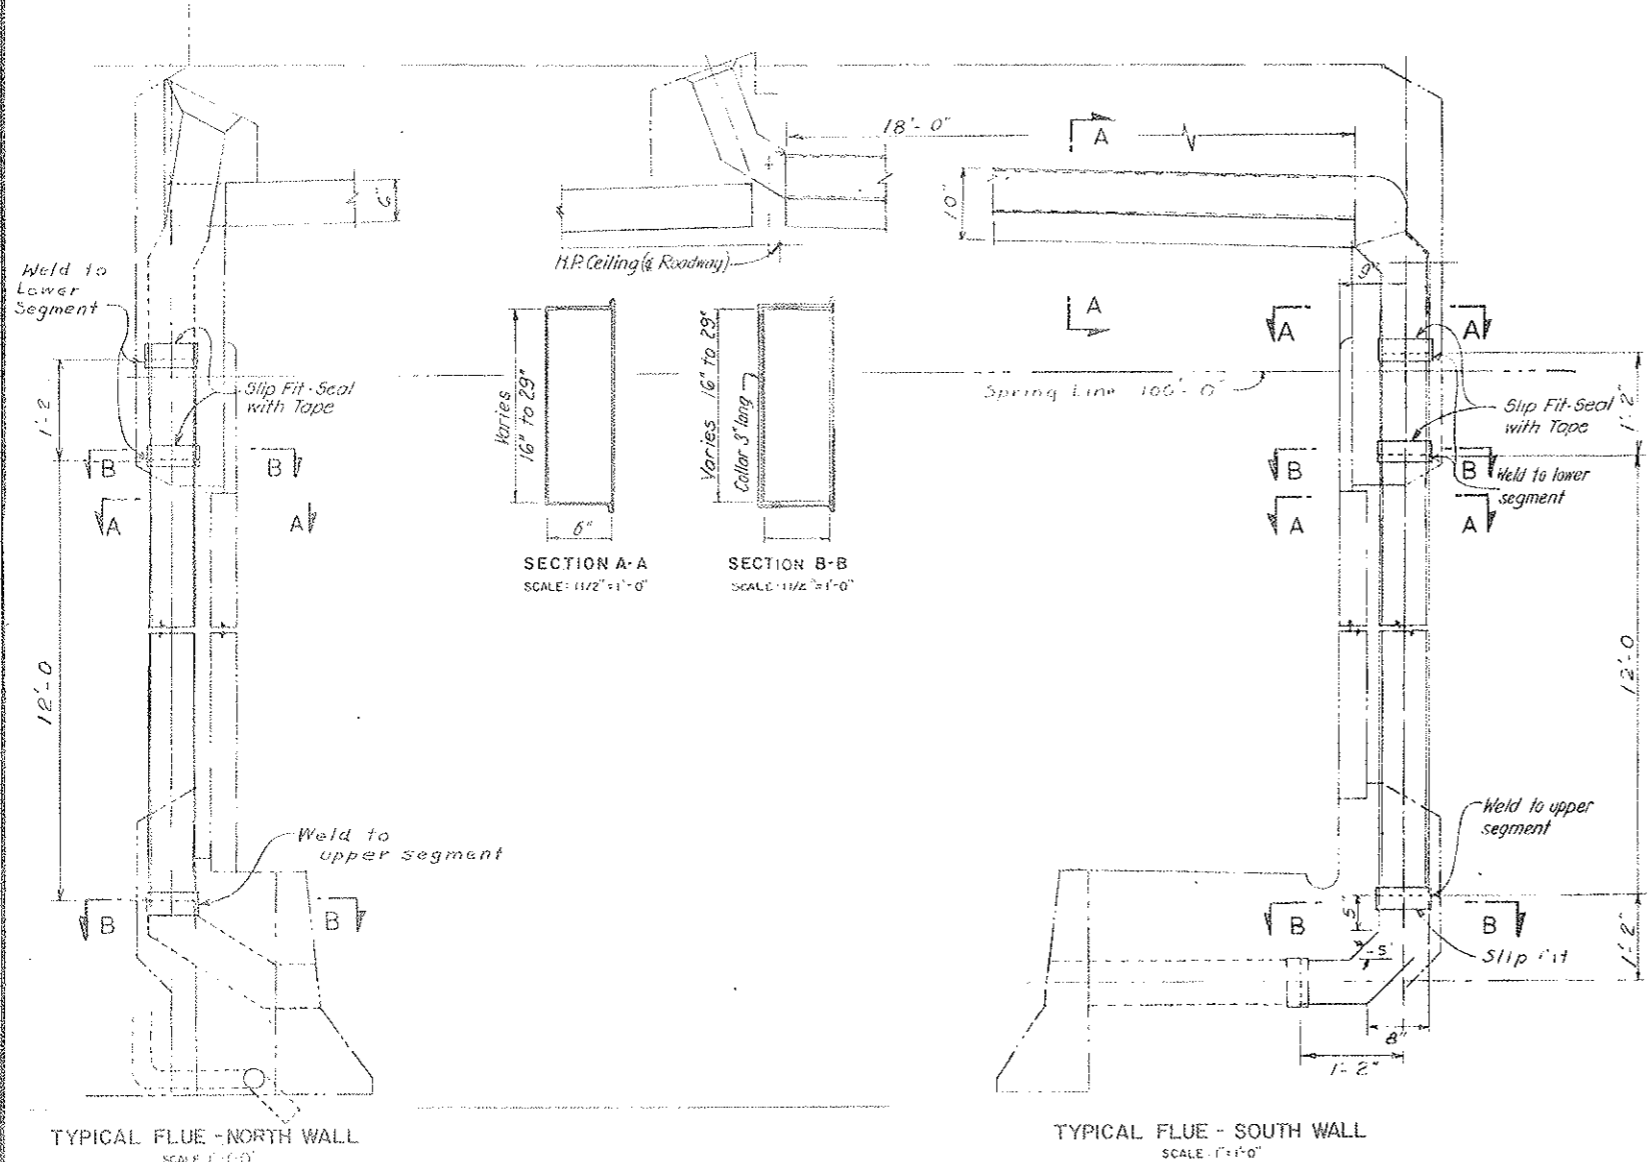 18'-0"
A
6"
10"
H.P. Ceiling (℄ Roadway)
Weld to
Lower
Segment
9"
A
A
A
1'-2
Slip Fit-Seal
with Tape
Varies
16" to 29"
Varies 16" to 29"
Collar 3" long
Spring Line 100'-0"
Slip Fit-Seal
with Tape
1'-2"
B
B
B
B
Weld to lower
segment
A
A
A
A
6"
SECTION A-A
SCALE: 1 1/2"=1'-0"
SECTION B-B
SCALE: 1 1/2"=1'-0"
12'-0
12'-0
Weld to
upper segment
Weld to upper
segment
B
B
B
B
5"
5"
Slip Fit
1'-2"
8"
1'-2"
TYPICAL FLUE - NORTH WALL
SCALE 1"=1'-0"
TYPICAL FLUE - SOUTH WALL
SCALE 1"=1'-0"